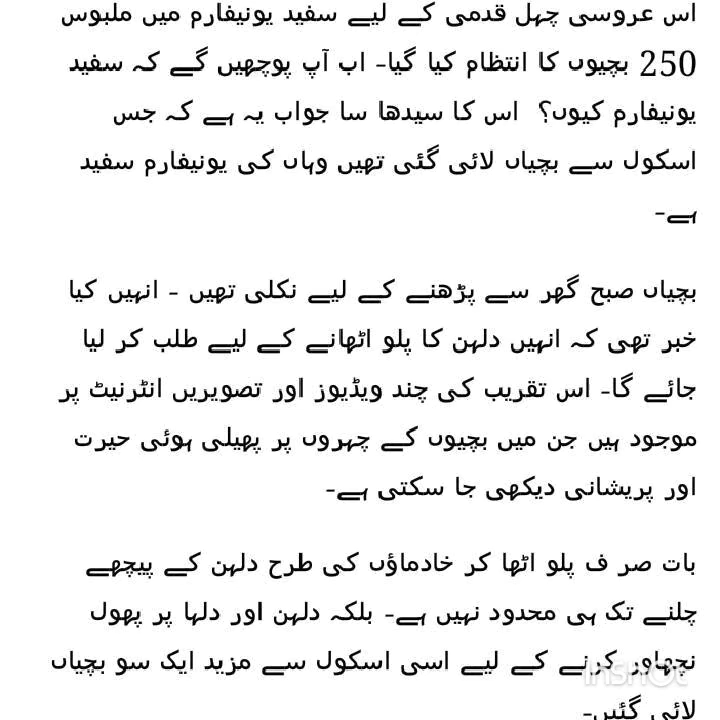 اس عروسی چہل قدمی کے لیے سفید یونیفارم میں ملبوس
250 بچیوں کا انتظام کیا گیا۔ اب آپ پوچھیں گے کہ سفید
یونیفارم کیوں؟ اس کا سیدھا سا جواب یہ ہے کہ جس
اسکول سے بچیاں لائی گئی تھیں وہاں کی یونیفارم سفید
ہے۔
بچیاں صبح گھر سے پڑھنے کے لیے نکلی تھیں ۔ انہیں کیا
خبر تھی کہ انہیں دلہن کا پلو اٹھانے کے لیے طلب کر لیا
جائے گا۔ اس تقریب کی چند ویڈیوز اور تصویریں انٹرنیٹ پر
موجود ہیں جن میں بچیوں کے چہروں پر پھیلی ہوئی حیرت
اور پریشانی دیکھی جا سکتی ہے۔
بات صر ف پلو اٹھا کر خادماؤں کی طرح دلہن کے پیچھے
چلنے تک ہی محدود نہیں ہے۔ بلکہ دلہن اور دلہا پر پھول
نچھاور کرنے کے لیے اسی اسکول سے مزید ایک سو بچیاں
لائی گئیں۔
InShOt